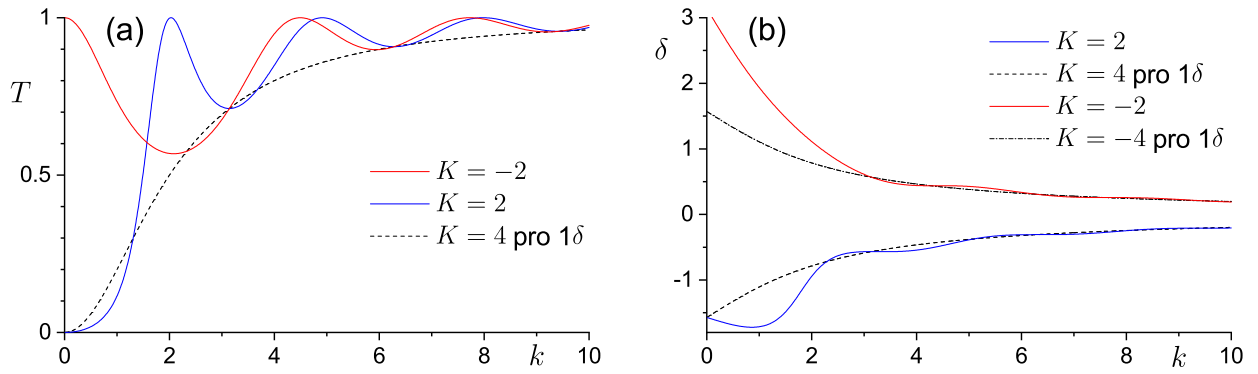 (a)
1
T
0.5
0
K = −2
K = 2
K = 4 pro 1δ
0 2 4 6 8 10
k
(b)
3
δ
2
1
0
-1
K = 2
K = 4 pro 1δ
K = −2
K = −4 pro 1δ
0 2 4 6 8 10
k